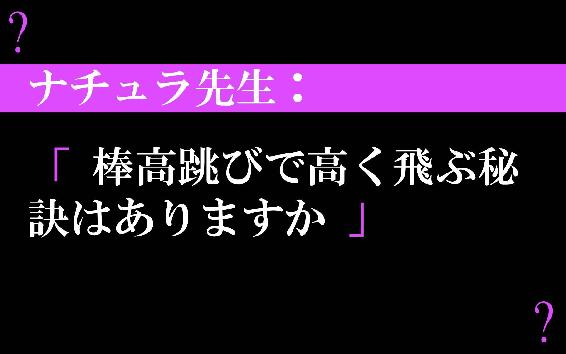 ?
ナチュラ先生：
「 棒高跳びで高く飛ぶ秘
訣はありますか 」
?